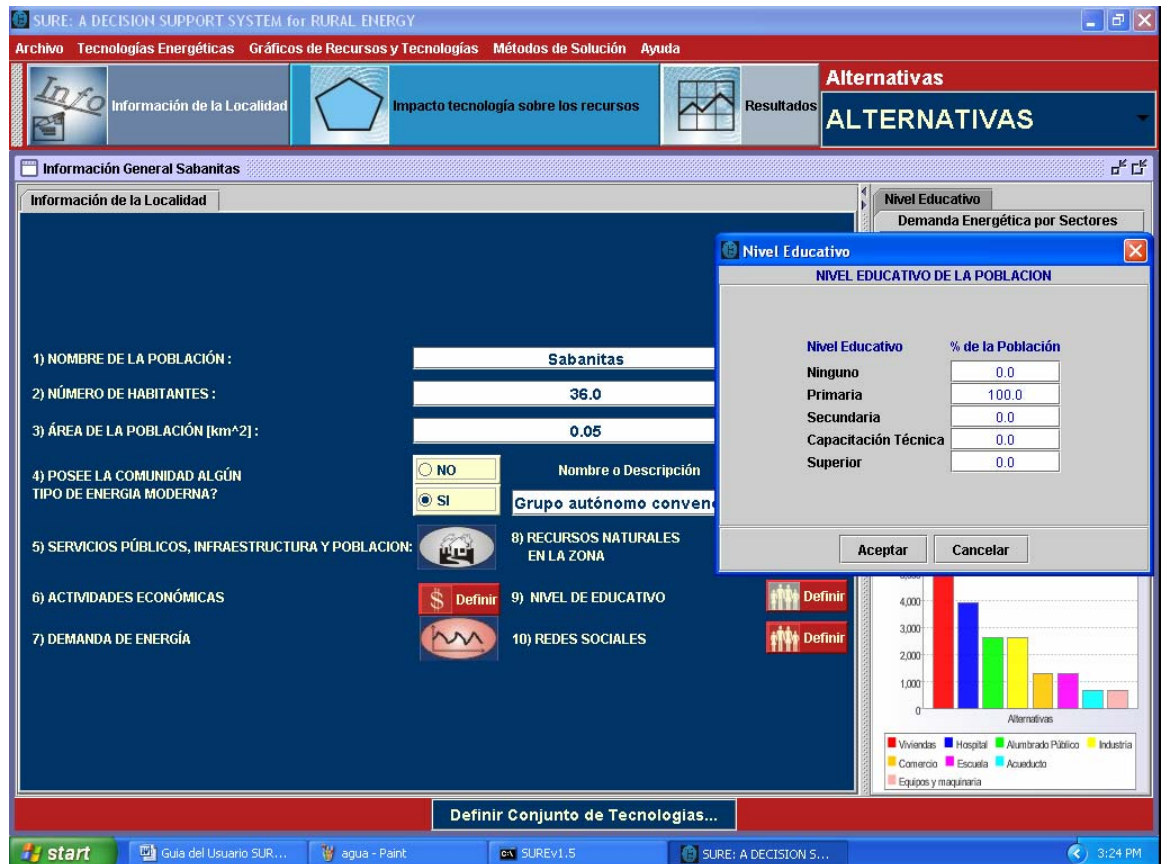 SURE: A DECISION SUPPORT SYSTEM for RURAL ENERGY
Archivo Tecnologías Energéticas Gráficos de Recursos y Tecnologías Métodos de Solución Ayuda
Info
Información de la Localidad
Impacto tecnología sobre los recursos
Resultados
Alternativas
ALTERNATIVAS
Información General Sabanitas
Información de la Localidad
Nivel Educativo
Demanda Energética por Sectores
1) NOMBRE DE LA POBLACIÓN :
Sabanitas
2) NÚMERO DE HABITANTES :
36.0
3) ÁREA DE LA POBLACIÓN [km^2] :
0.05
4) POSEE LA COMUNIDAD ALGÚN
TIPO DE ENERGIA MODERNA?
NO
SI
Nombre o Descripción
Grupo autónomo conven
5) SERVICIOS PÚBLICOS, INFRAESTRUCTURA Y POBLACION:
8) RECURSOS NATURALES
EN LA ZONA
6) ACTIVIDADES ECONÓMICAS
$ Definir
9) NIVEL DE EDUCATIVO
Definir
7) DEMANDA DE ENERGÍA
10) REDES SOCIALES
Definir
Nivel Educativo
NIVEL EDUCATIVO DE LA POBLACION
Nivel Educativo % de la Población
Ninguno 0.0
Primaria 100.0
Secundaria 0.0
Capacitación Técnica 0.0
Superior 0.0
Aceptar Cancelar
4,000
3,000
2,000
1,000
0
Alternativas
Viviendas Hospital Alumbrado Público Industria
Comercio Escuela Acueducto
Equipos y maquinaria
Definir Conjunto de Tecnologias...
start
Guia del Usuario SUR...
agua - Paint
SUREv1.5
SURE: A DECISION S...
3:24 PM